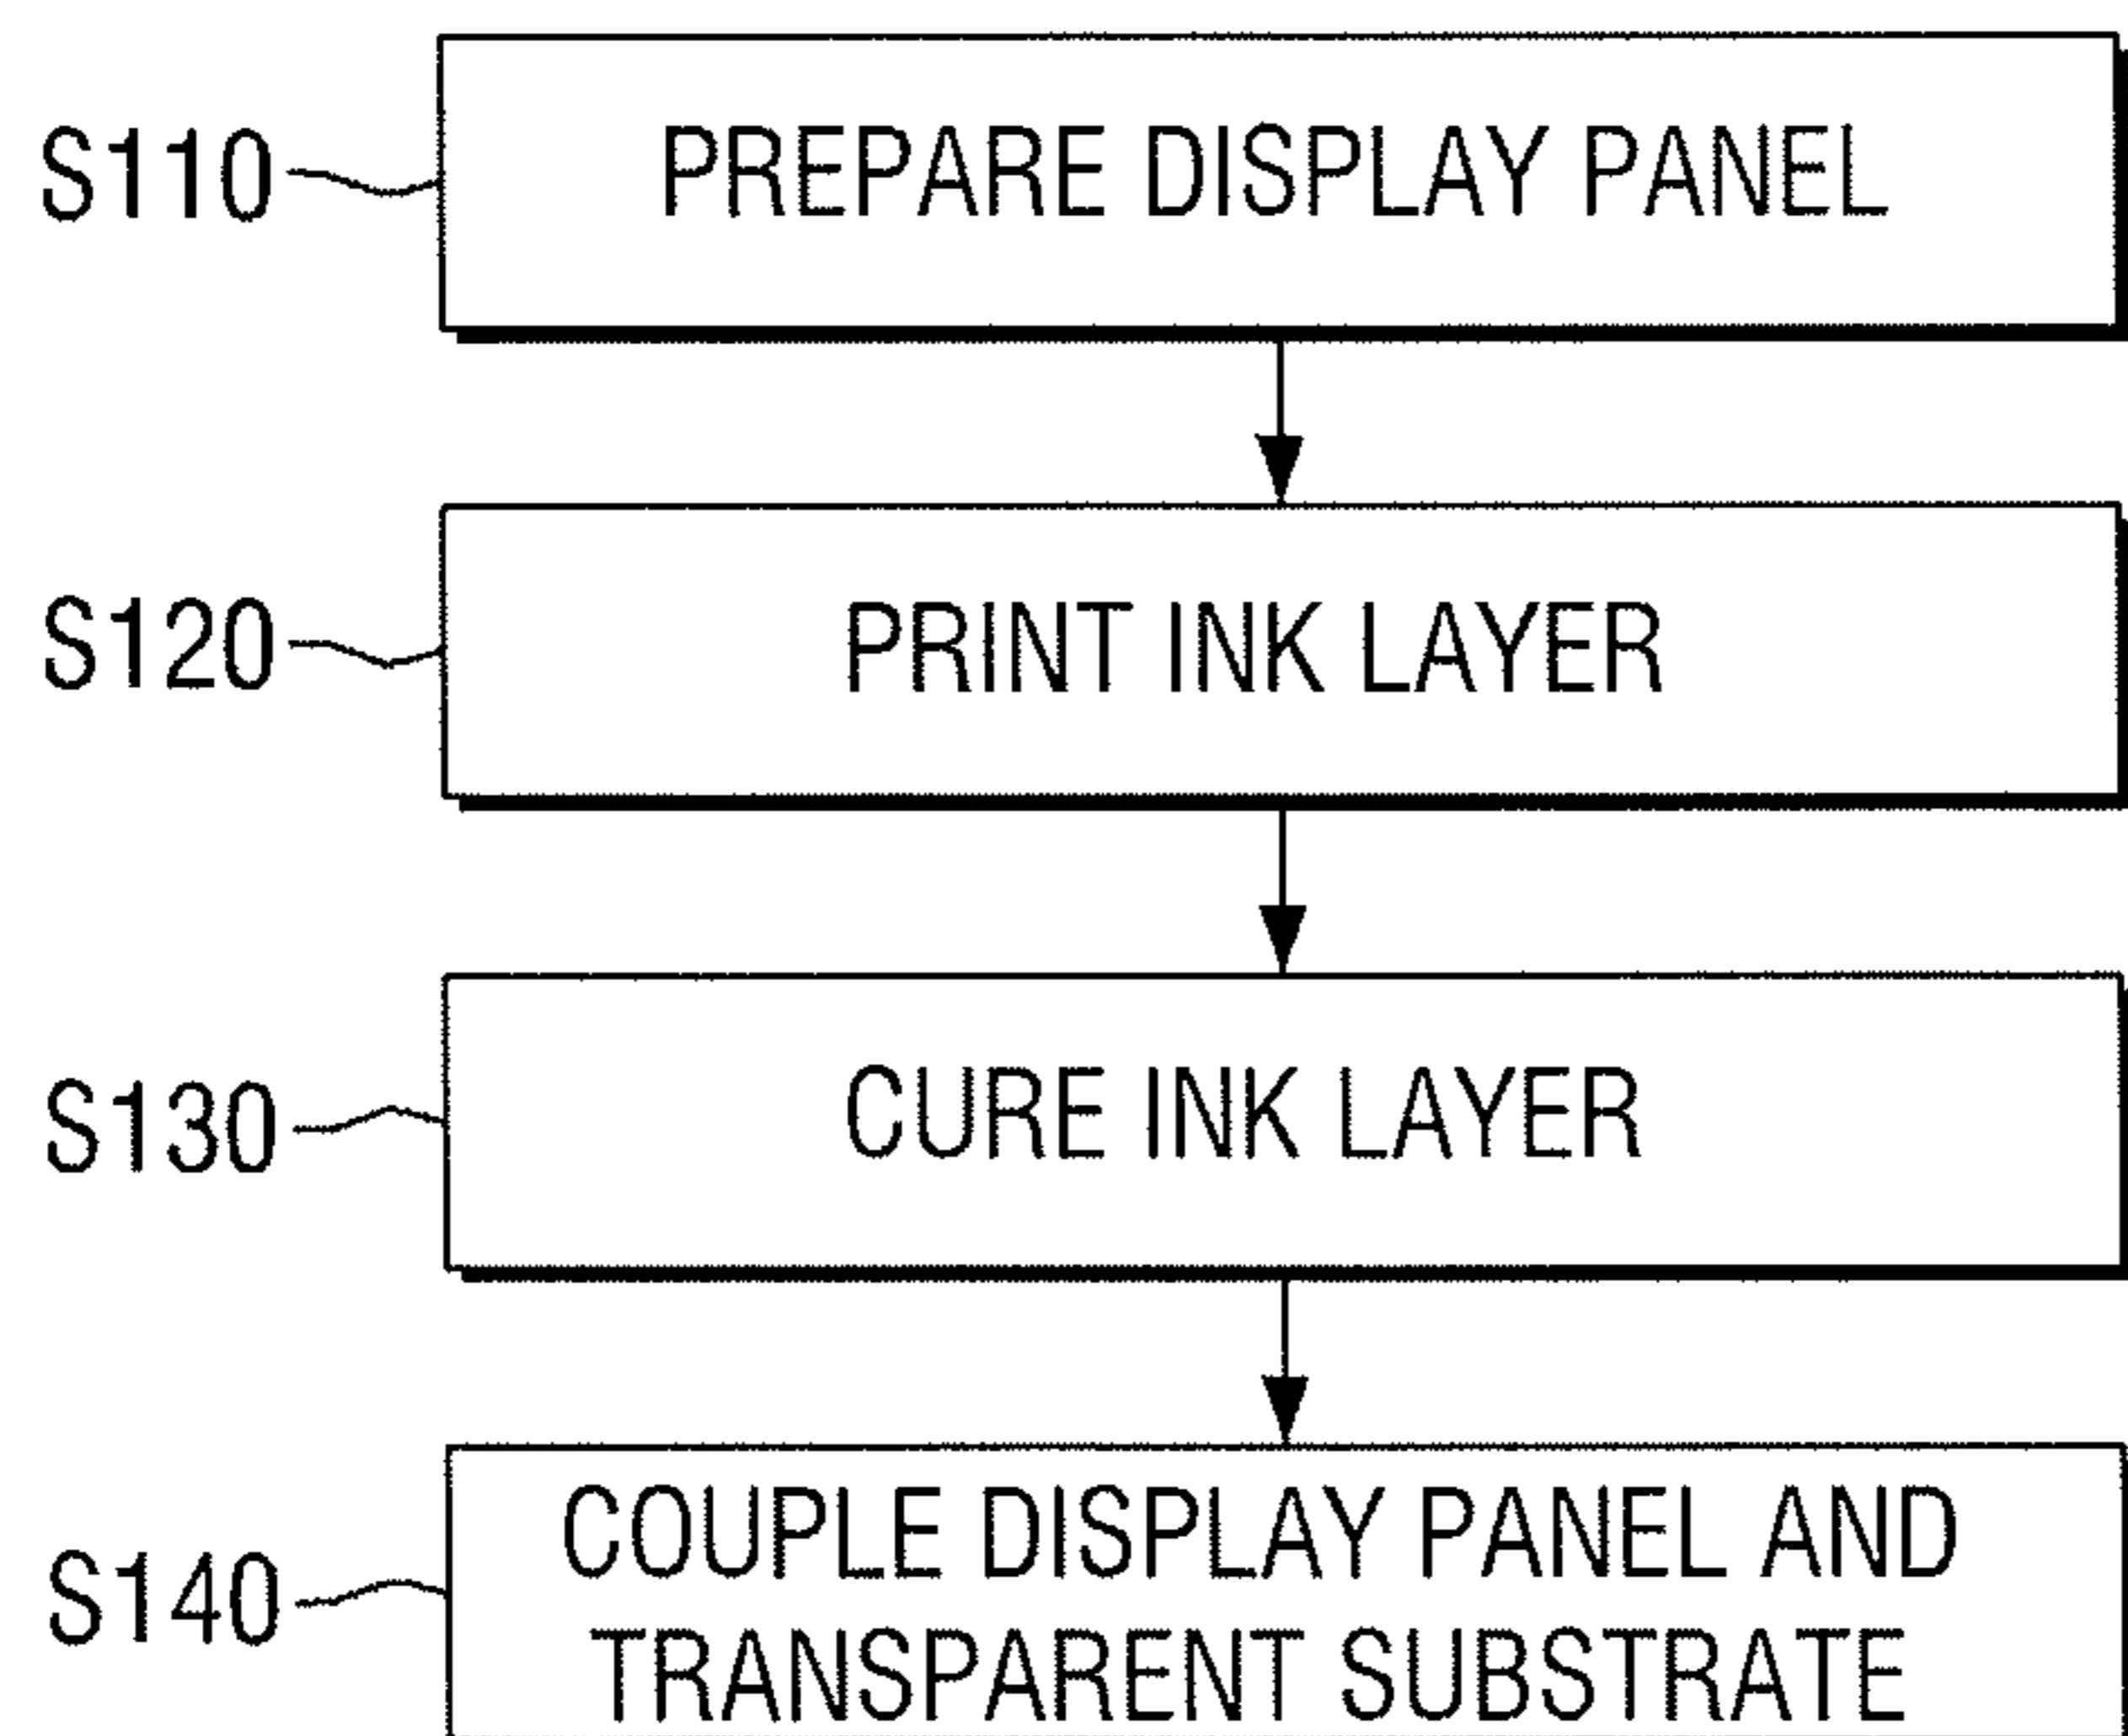 S110
PREPARE DISPLAY PANEL
S120
PRINT INK LAYER
S130
CURE INK LAYER
S140
COUPLE DISPLAY PANEL AND
TRANSPARENT SUBSTRATE